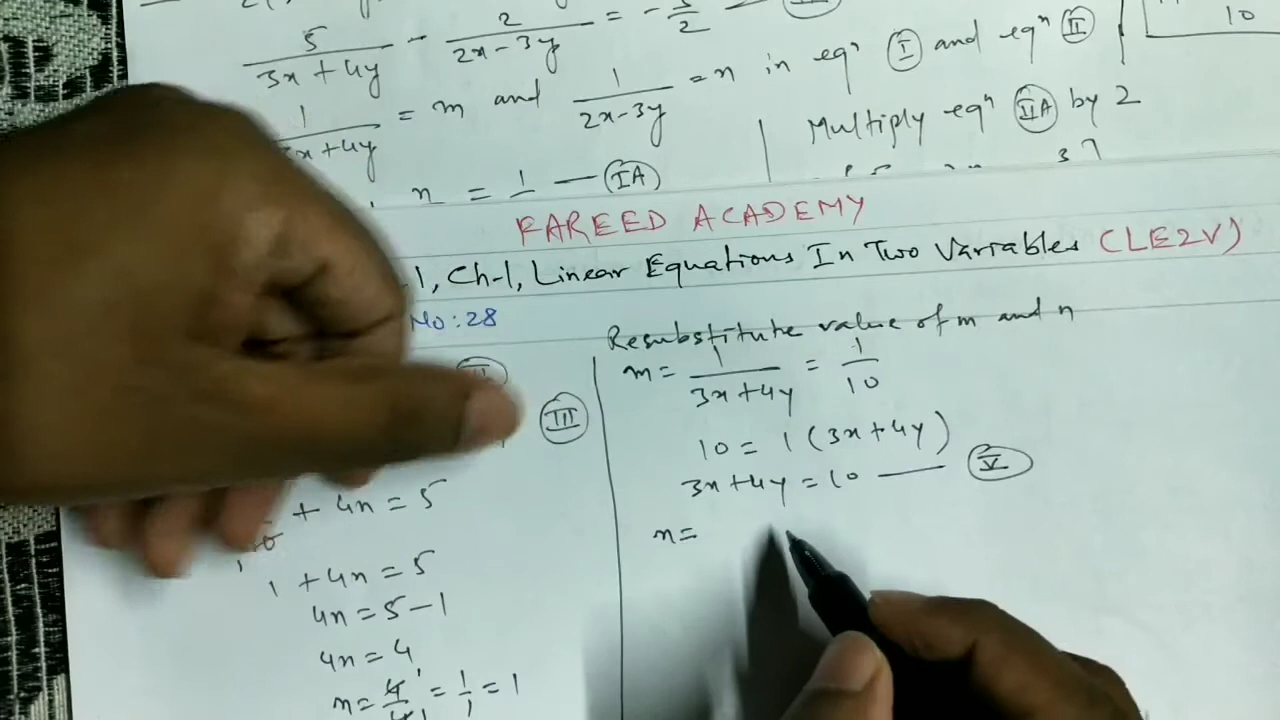 5/(3x+4y) - 2/(2x-3y) = -3/2
1/(3x+4y) = m and 1/(2x-3y) = n in eqⁿ (I) and eqⁿ (II)
10
Multiply eqⁿ (IIA) by 2
n = 1 — (IA)
FAREED ACADEMY
1, Ch-1, Linear Equations In Two Variables (LE2V)
No: 28
(III)
+ 4n = 5
10
1 + 4n = 5
4n = 5 - 1
4n = 4
n = 4/4 = 1/1 = 1
Resubstitute value of m and n
m = 1/(3x+4y) = 1/10
10 = 1 (3x+4y)
3x+4y = 10 — (V)
n =